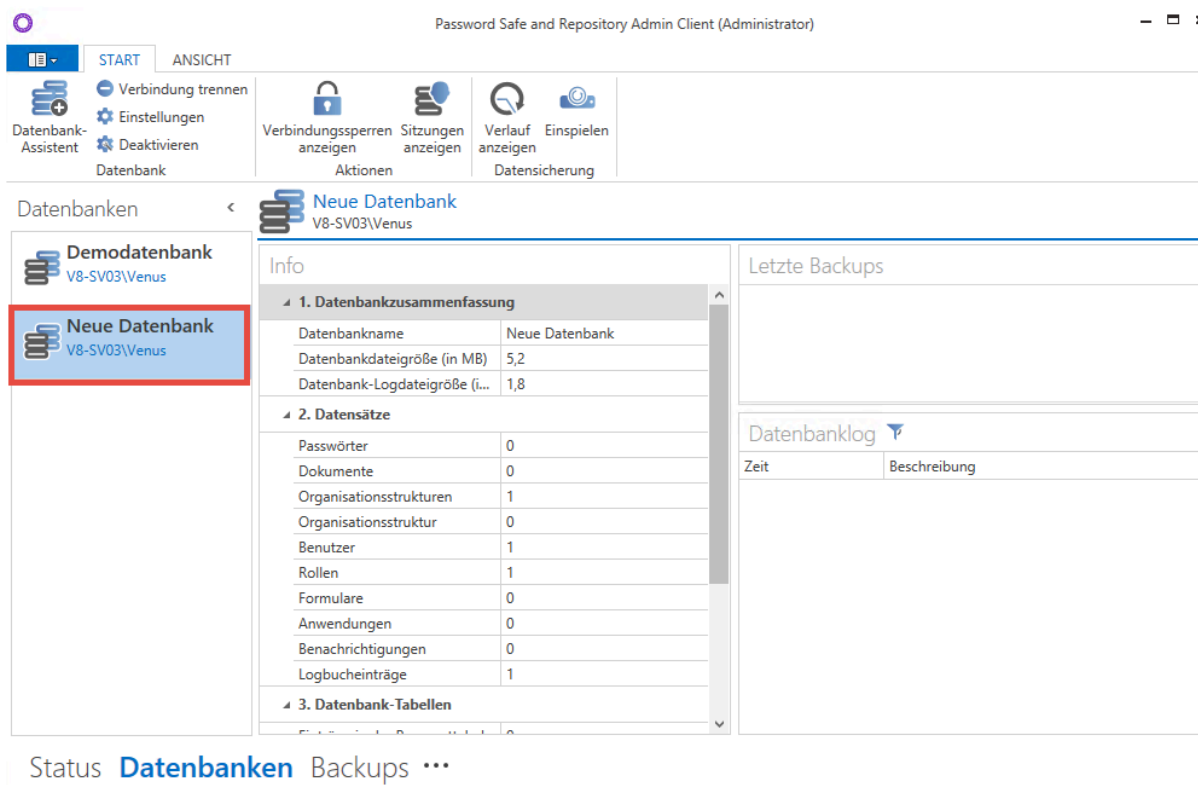 Password Safe and Repository Admin Client (Administrator)
START ANSICHT
Datenbank-
Assistent
Verbindung trennen
Einstellungen
Deaktivieren
Datenbank
Verbindungssperren
anzeigen
Sitzungen
anzeigen
Aktionen
Verlauf
anzeigen
Einspielen
Datensicherung
Datenbanken
Demodatenbank
V8-SV03\Venus
Neue Datenbank
V8-SV03\Venus
Neue Datenbank
V8-SV03\Venus
Info
1. Datenbankzusammenfassung
Datenbankname Neue Datenbank
Datenbankdateigröße (in MB) 5,2
Datenbank-Logdateigröße (i... 1,8
2. Datensätze
Passwörter 0
Dokumente 0
Organisationsstrukturen 1
Organisationsstruktur 0
Benutzer 1
Rollen 1
Formulare 0
Anwendungen 0
Benachrichtigungen 0
Logbucheinträge 1
3. Datenbank-Tabellen
Letzte Backups
Datenbanklog
Zeit Beschreibung
Status Datenbanken Backups •••